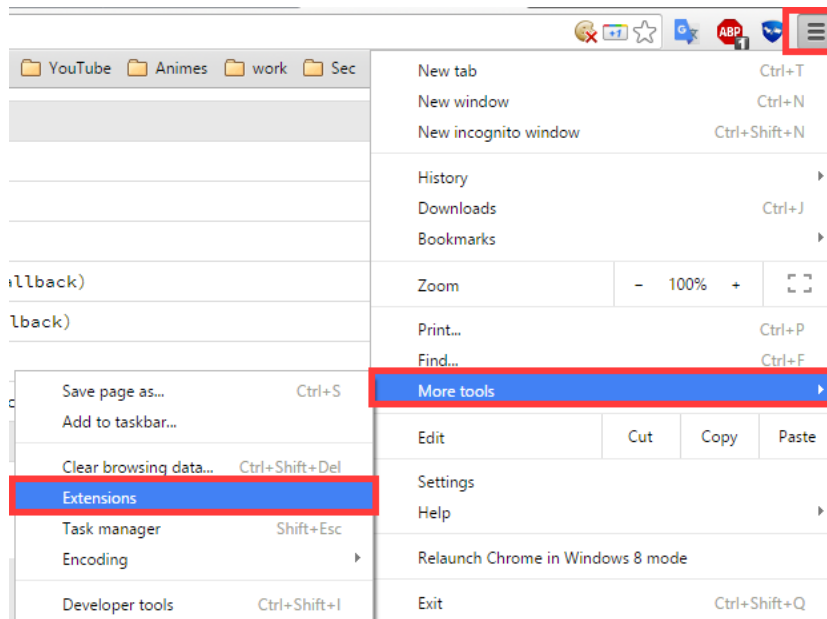 +1
ABP
1
YouTube Animes work Sec
New tab Ctrl+T
New window Ctrl+N
New incognito window Ctrl+Shift+N
History
Downloads Ctrl+J
Bookmarks
allback)
Zoom - 100% +
lback)
Print... Ctrl+P
Find... Ctrl+F
More tools
Edit Cut Copy Paste
Settings
Help
Relaunch Chrome in Windows 8 mode
Exit Ctrl+Shift+Q
Save page as... Ctrl+S
Add to taskbar...
Clear browsing data... Ctrl+Shift+Del
Extensions
Task manager Shift+Esc
Encoding
Developer tools Ctrl+Shift+I